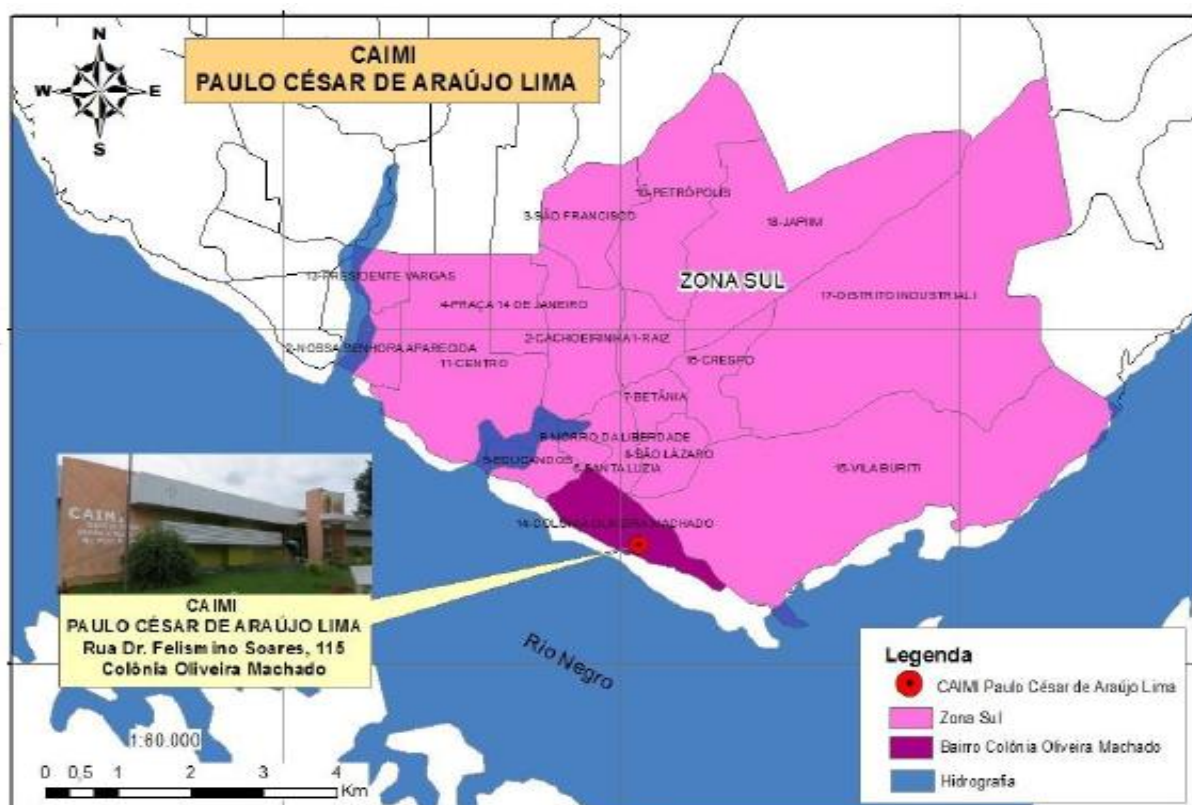 N
W E
S
CAIMI
PAULO CÉSAR DE ARAÚJO LIMA
10-PETRÓPOLIS
3-SÃO FRANCISCO
18-JAPIIM
ZONA SUL
13-PRESIDENTE VARGAS
17-DISTRITO INDUSTRIAL I
4-PRAÇA 14 DE JANEIRO
2-CACHOEIRINHA 1-RAIZ
NOSSA SENHORA APARECIDA
11-CENTRO
16-CRESPO
7-BETÂNIA
MORRO DA LIBERDADE
SÃO LÁZARO
5-EDUCANDOS
SANTA LUZIA
15-VILA BURITI
14-COLÔNIA OLIVEIRA MACHADO
CAIMI
CAIMI
PAULO CÉSAR DE ARAÚJO LIMA
Rua Dr. Felismino Soares, 115
Colônia Oliveira Machado
Rio Negro
1:60.000
0 0,5 1 2 3 4
Km
Legenda
CAIMI Paulo César de Araújo Lima
Zona Sul
Bairro Colônia Oliveira Machado
Hidrografia